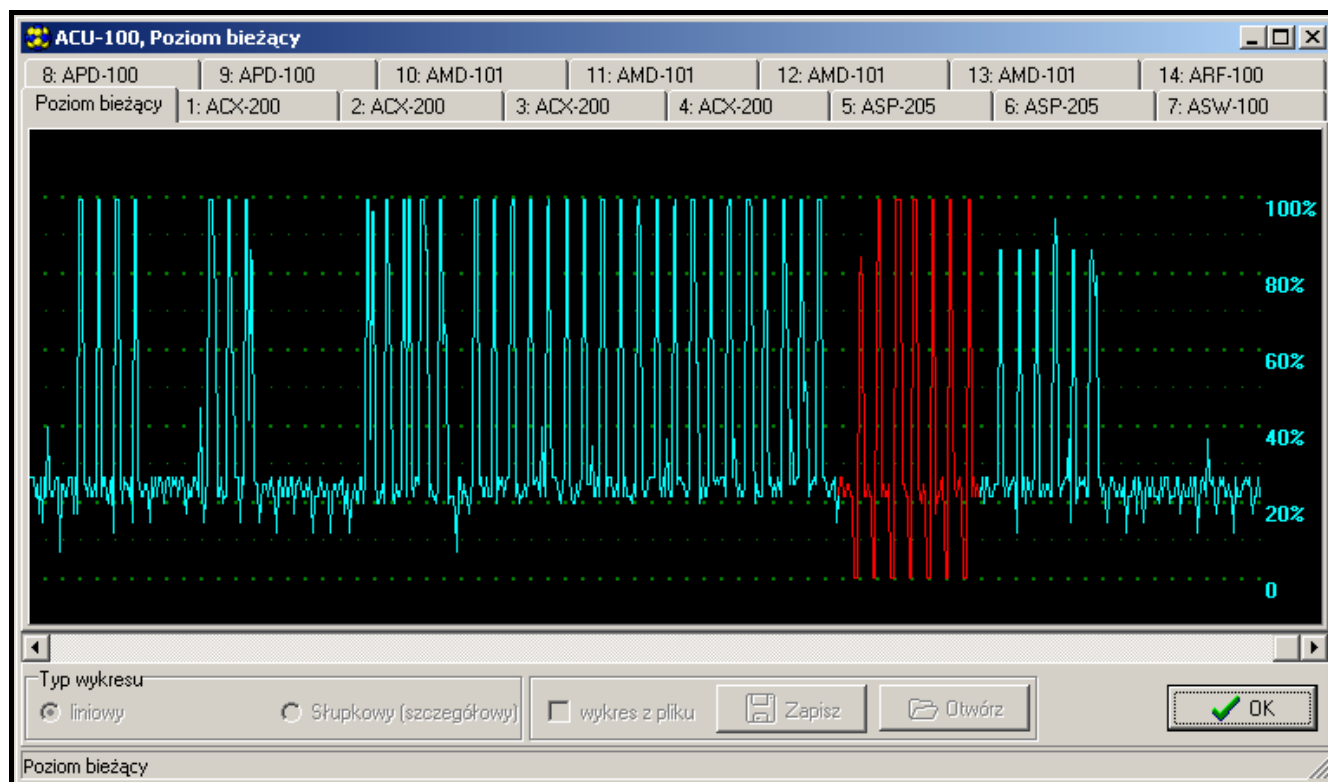 ACU-100, Poziom bieżący
8: APD-100 9: APD-100 10: AMD-101 11: AMD-101 12: AMD-101 13: AMD-101 14: ARF-100
Poziom bieżący 1: ACX-200 2: ACX-200 3: ACX-200 4: ACX-200 5: ASP-205 6: ASP-205 7: ASW-100
100%
80%
60%
40%
20%
0
Typ wykresu
liniowy Słupkowy (szczegółowy) wykres z pliku Zapisz Otwórz OK
Poziom bieżący